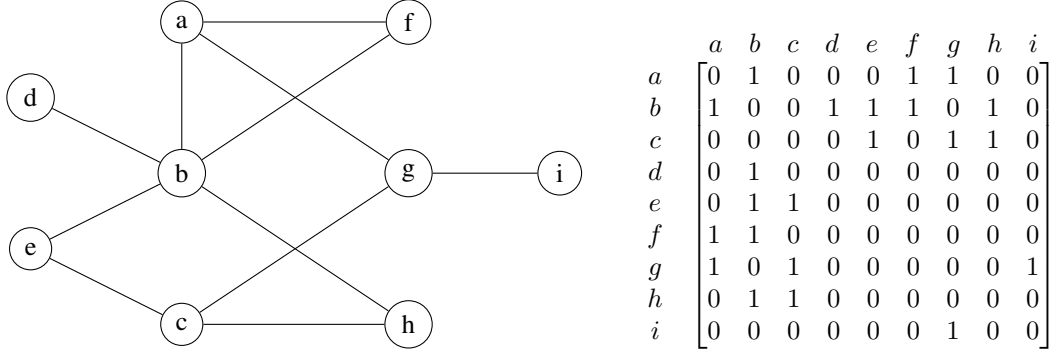 a f
d
b g i
e
c h
a b c d e f g h i
a 0 1 0 0 0 1 1 0 0
b 1 0 0 1 1 1 0 1 0
c 0 0 0 0 1 0 1 1 0
d 0 1 0 0 0 0 0 0 0
e 0 1 1 0 0 0 0 0 0
f 1 1 0 0 0 0 0 0 0
g 1 0 1 0 0 0 0 0 1
h 0 1 1 0 0 0 0 0 0
i 0 0 0 0 0 0 1 0 0